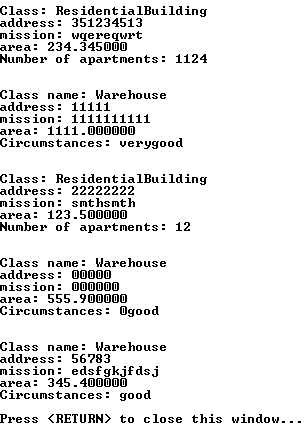 Class: ResidentialBuilding
address: 351234513
mission: wqereqwrt
area: 234.345000
Number of apartments: 1124
Class name: Warehouse
address: 11111
mission: 1111111111
area: 1111.000000
Circumstances: verygood
Class: ResidentialBuilding
address: 22222222
mission: smthsmth
area: 123.500000
Number of apartments: 12
Class name: Warehouse
address: 00000
mission: 000000
area: 555.900000
Circumstances: 0good
Class name: Warehouse
address: 56783
mission: edsfgkjfdsj
area: 345.400000
Circumstances: good
Press <RETURN> to close this window...